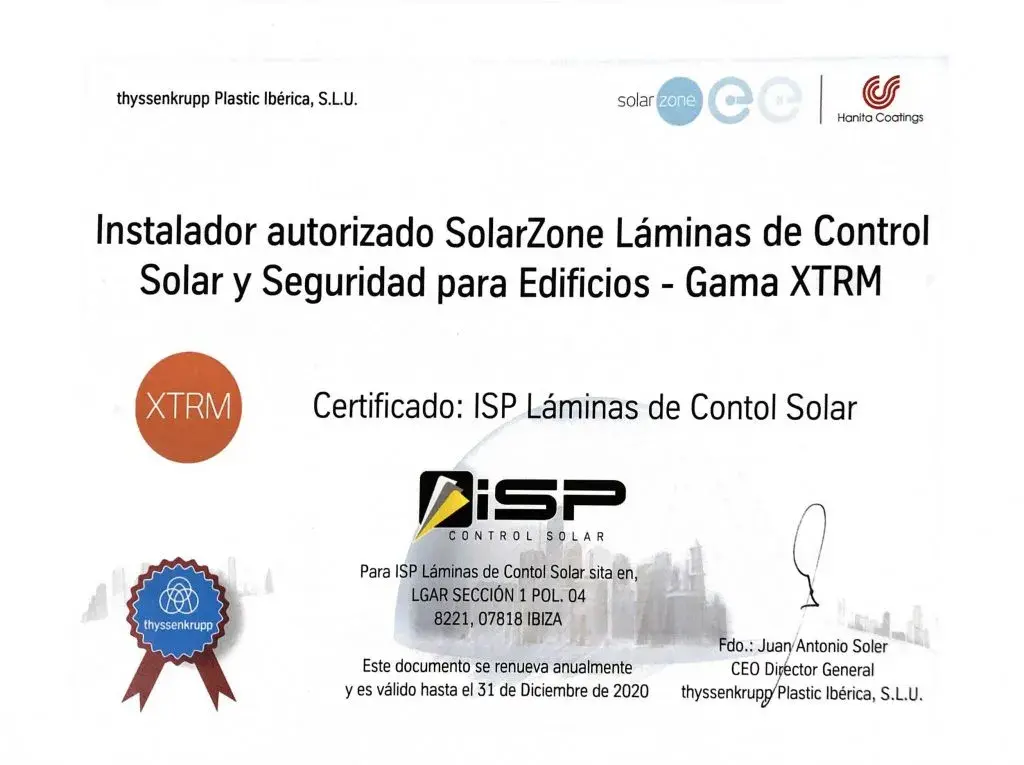 thyssenkrupp Plastic Ibérica, S.L.U.
solar zone
Hanita Coatings
Instalador autorizado SolarZone Láminas de Control
Solar y Seguridad para Edificios - Gama XTRM
XTRM
Certificado: ISP Láminas de Contol Solar
iSP
CONTROL SOLAR
Para ISP Láminas de Contol Solar sita en,
LGAR SECCIÓN 1 POL. 04
8221, 07818 IBIZA
thyssenkrupp
Este documento se renueva anualmente
y es válido hasta el 31 de Diciembre de 2020
Fdo.: Juan Antonio Soler
CEO Director General
thyssenkrupp Plastic Ibérica, S.L.U.